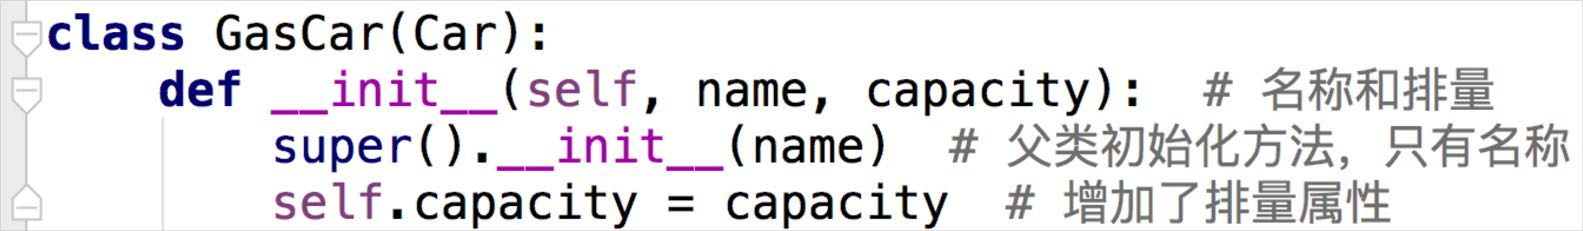 class GasCar(Car):
    def __init__(self, name, capacity):  # 名称和排量
        super().__init__(name)  # 父类初始化方法，只有名称
        self.capacity = capacity  # 增加了排量属性